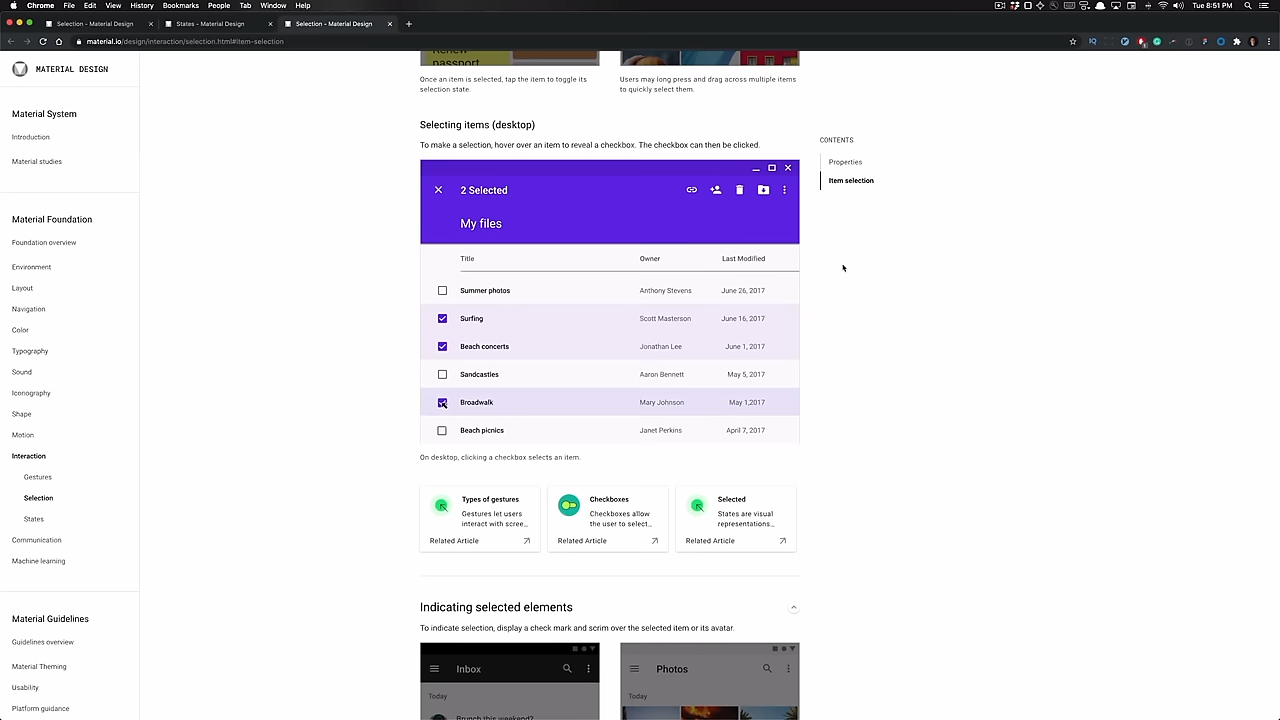 Chrome File Edit View History Bookmarks People Tab Window Help Tue 8:51 PM
Selection - Material Design States - Material Design Selection - Material Design
material.io/design/interaction/selection.html#item-selection
MATERIAL DESIGN
Material System
Introduction
Material studies
Material Foundation
Foundation overview
Environment
Layout
Navigation
Color
Typography
Sound
Iconography
Shape
Motion
Interaction
Gestures
Selection
States
Communication
Machine learning
Material Guidelines
Guidelines overview
Material Theming
Usability
Platform guidance
Renew
passport
Once an item is selected, tap the item to toggle its
selection state.
Users may long press and drag across multiple items
to quickly select them.
Selecting items (desktop)
To make a selection, hover over an item to reveal a checkbox. The checkbox can then be clicked.
2 Selected
My files
Title Owner Last Modified
Summer photos Anthony Stevens June 26, 2017
Surfing Scott Masterson June 16, 2017
Beach concerts Jonathan Lee June 1, 2017
Sandcastles Aaron Bennett May 5, 2017
Broadwalk Mary Johnson May 1,2017
Beach picnics Janet Perkins April 7, 2017
On desktop, clicking a checkbox selects an item.
Types of gestures
Gestures let users
interact with scree…
Related Article
Checkboxes
Checkboxes allow
the user to select…
Related Article
Selected
States are visual
representations…
Related Article
Indicating selected elements
To indicate selection, display a check mark and scrim over the selected item or its avatar.
Inbox
Today
Brunch this weekend?
Photos
Today
CONTENTS
Properties
Item selection